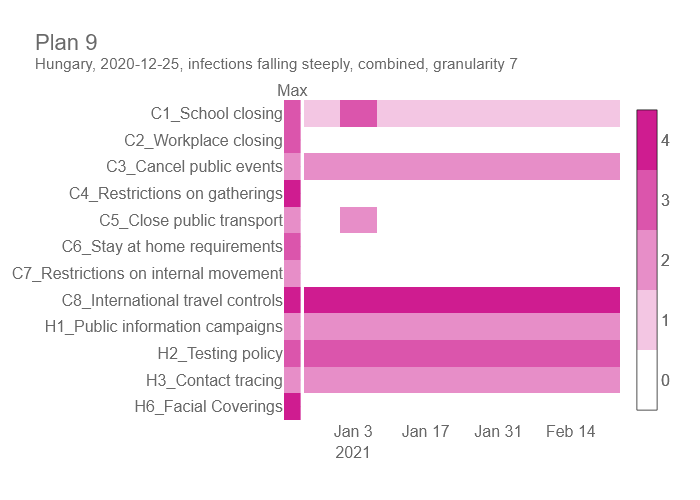 Plan 9
Hungary, 2020-12-25, infections falling steeply, combined, granularity 7
Max
C1_School closing
C2_Workplace closing
C3_Cancel public events
C4_Restrictions on gatherings
C5_Close public transport
C6_Stay at home requirements
C7_Restrictions on internal movement
C8_International travel controls
H1_Public information campaigns
H2_Testing policy
H3_Contact tracing
H6_Facial Coverings
4
3
2
1
0
Jan 3 Jan 17 Jan 31 Feb 14
2021